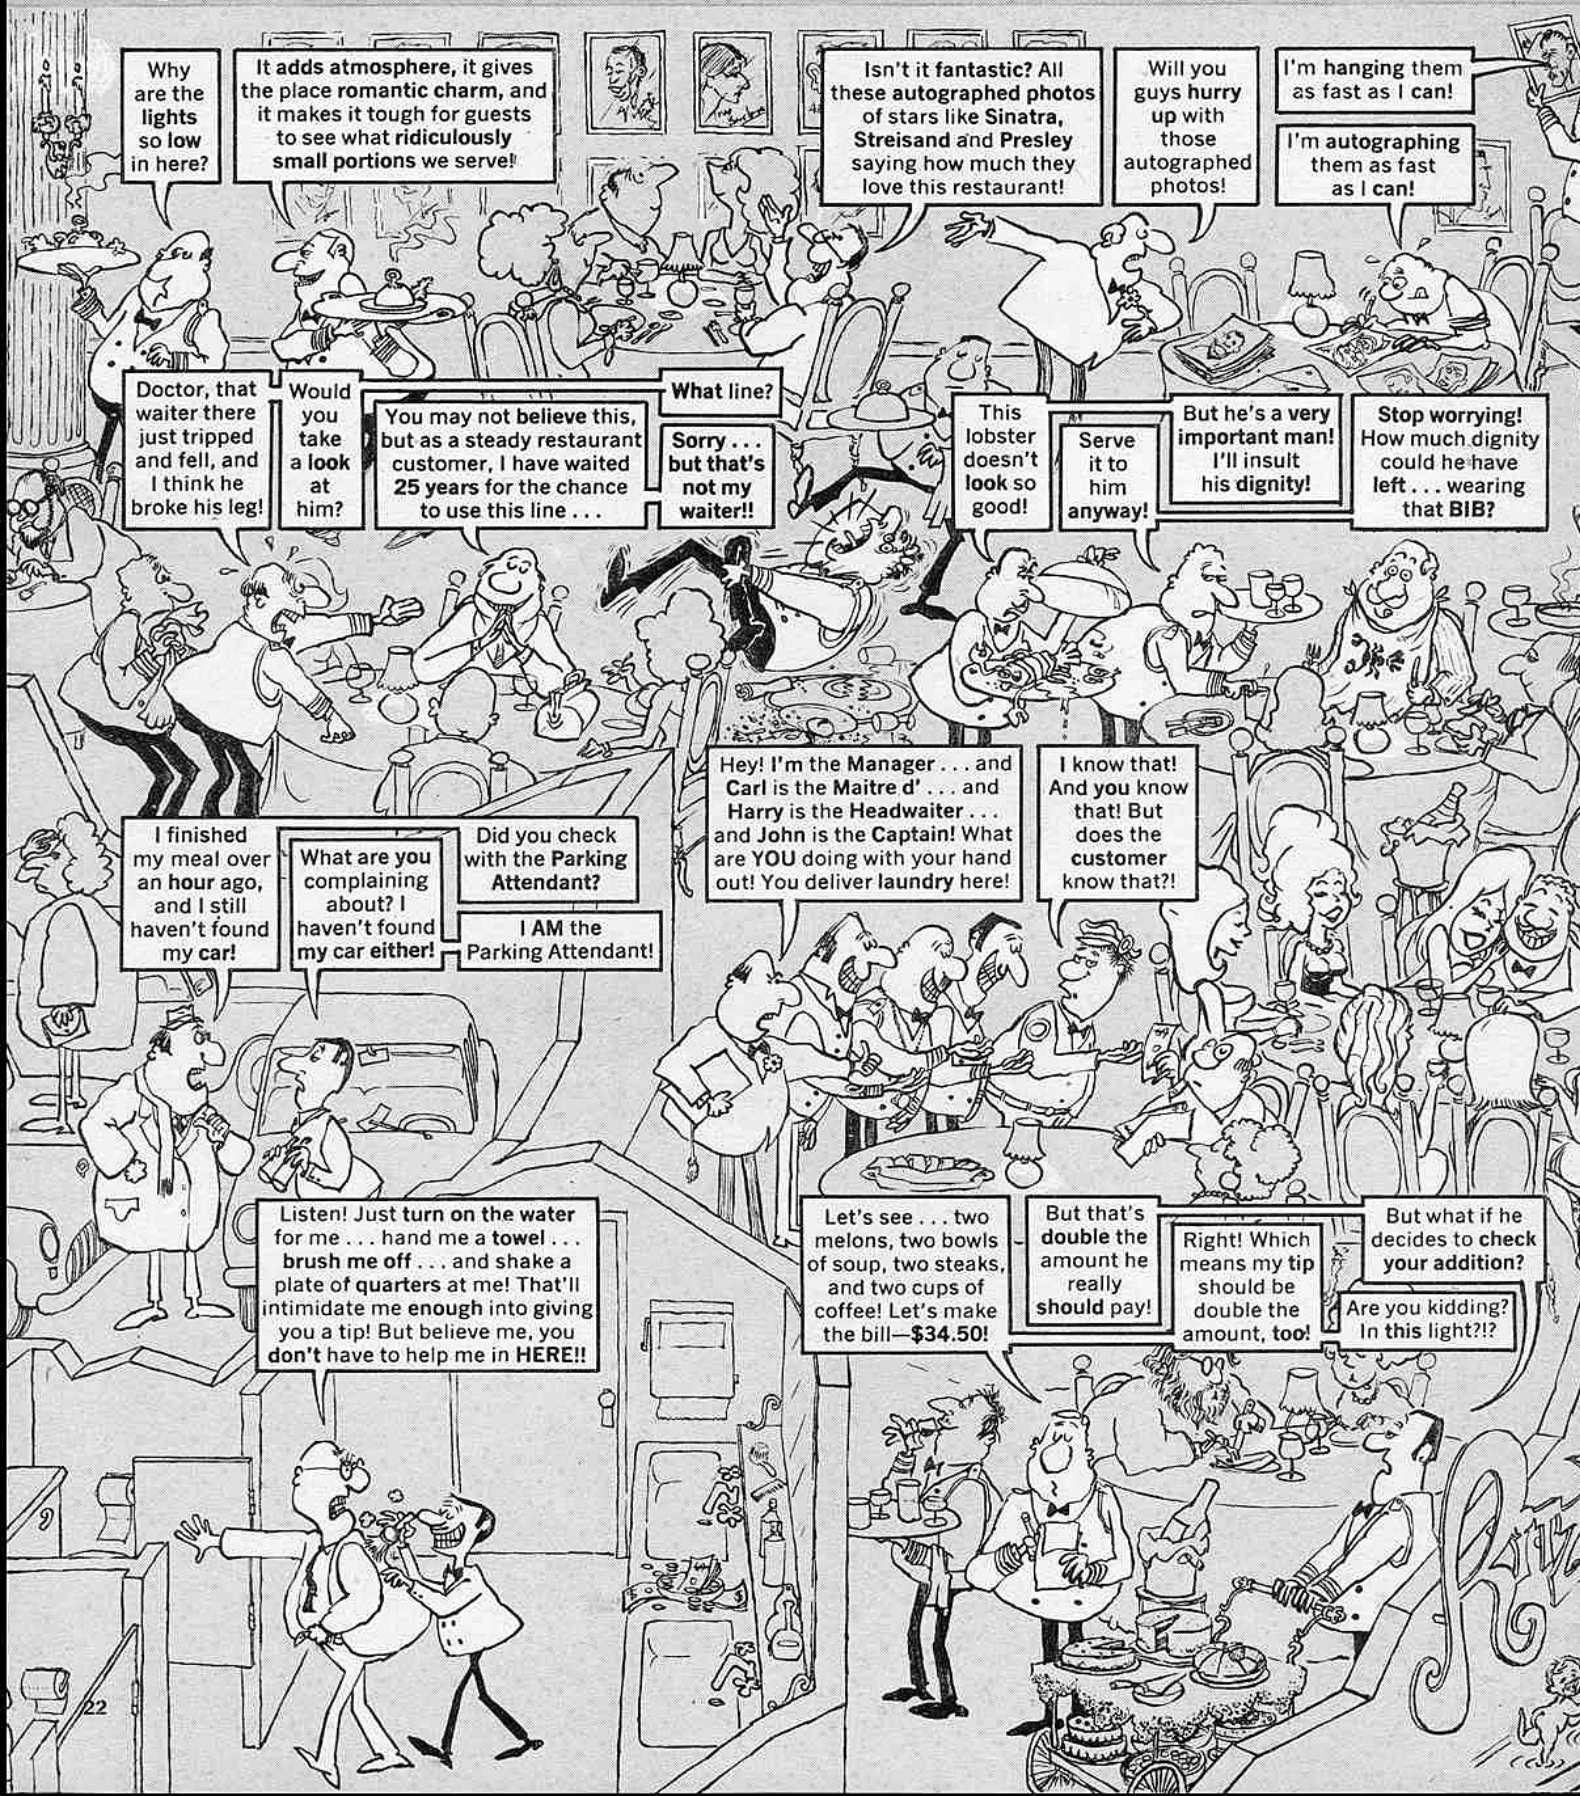 Why
are the
lights
so low
in here?
It adds atmosphere, it gives
the place romantic charm, and
it makes it tough for guests
to see what ridiculously
small portions we serve!
Isn't it fantastic? All
these autographed photos
of stars like Sinatra,
Streisand and Presley
saying how much they
love this restaurant!
Will you
guys hurry
up with
those
autographed
photos!
I'm hanging them
as fast as I can!
I'm autographing
them as fast
as I can!
Doctor, that
waiter there
just tripped
and fell, and
I think he
broke his leg!
Would
you
take
a look
at
him?
You may not believe this,
but as a steady restaurant
customer, I have waited
25 years for the chance
to use this line . . .
What line?
Sorry . . .
but that's
not my
waiter!!
This
lobster
doesn't
look so
good!
Serve
it to
him
anyway!
But he's a very
important man!
I'll insult
his dignity!
Stop worrying!
How much dignity
could he have
left . . . wearing
that BIB?
I finished
my meal over
an hour ago,
and I still
haven't found
my car!
What are you
complaining
about? I
haven't found
my car either!
Did you check
with the Parking
Attendant?
I AM the
Parking Attendant!
Hey! I'm the Manager . . . and
Carl is the Maitre d' . . . and
Harry is the Headwaiter . . .
and John is the Captain! What
are YOU doing with your hand
out! You deliver laundry here!
I know that!
And you know
that! But
does the
customer
know that?!
Listen! Just turn on the water
for me . . . hand me a towel . . .
brush me off . . . and shake a
plate of quarters at me! That'll
intimidate me enough into giving
you a tip! But believe me, you
don't have to help me in HERE!!
Let's see . . . two
melons, two bowls
of soup, two steaks,
and two cups of
coffee! Let's make
the bill—$34.50!
But that's
double the
amount he
really
should pay!
Right! Which
means my tip
should be
double the
amount, too!
But what if he
decides to check
your addition?
Are you kidding?
In this light?!?
22